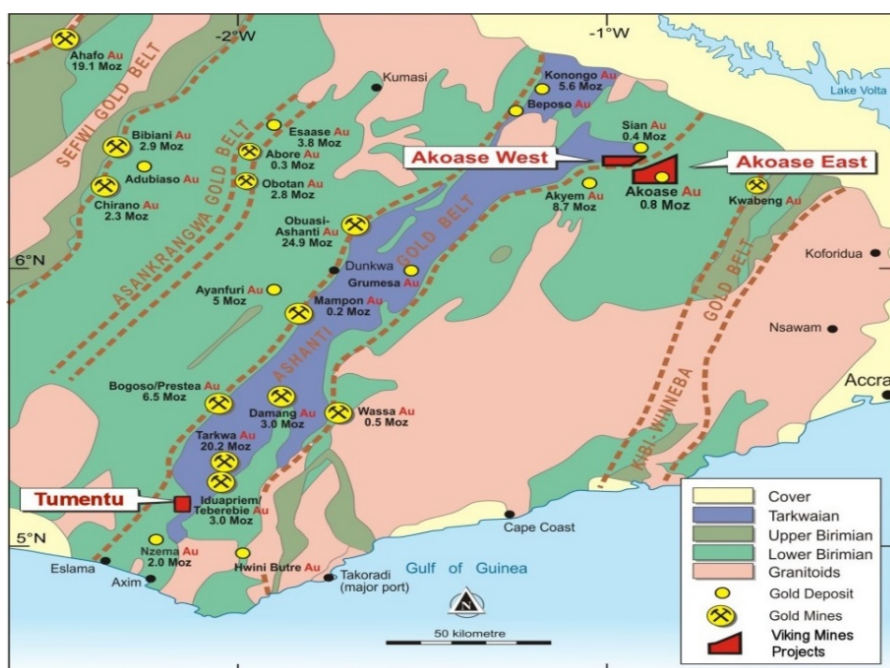 -2°W
-1°W
Ahafo Au
19.1 Moz
SEFWI GOLD BELT
Kumasi
Konongo Au
5.6 Moz
Beposo Au
Lake Volta
Bibiani Au
2.9 Moz
Esaase Au
3.8 Moz
Abore Au
0.3 Moz
Sian Au
0.4 Moz
Akoase West
Akoase East
Adubiaso Au
Chirano Au
2.3 Moz
Obotan Au
2.8 Moz
Akyem Au
8.7 Moz
Akoase Au
0.8 Moz
Kwabeng Au
ASANKRANGWA GOLD BELT
Obuasi-
Ashanti Au
24.9 Moz
GOLD BELT
Koforidua
6°N
Dunkwa
Grumesa Au
Ayanfuri Au
5 Moz
Mampon Au
0.2 Moz
GOLD BELT
Nsawam
ASHANTI
Bogoso/Prestea Au
6.5 Moz
Damang Au
3.0 Moz
Wassa Au
0.5 Moz
Accra
Tarkwa Au
20.2 Moz
KIBI-WINNEBA
Tumentu
Iduapriem/
Teberebie Au
3.0 Moz
Cape Coast
5°N
Nzema Au
2.0 Moz
Eslama
Axim
Hwini Butre Au
Takoradi
(major port)
Gulf of Guinea
N
50 kilometre
Cover
Tarkwaian
Upper Birimian
Lower Birimian
Granitoids
Gold Deposit
Gold Mines
Viking Mines
Projects